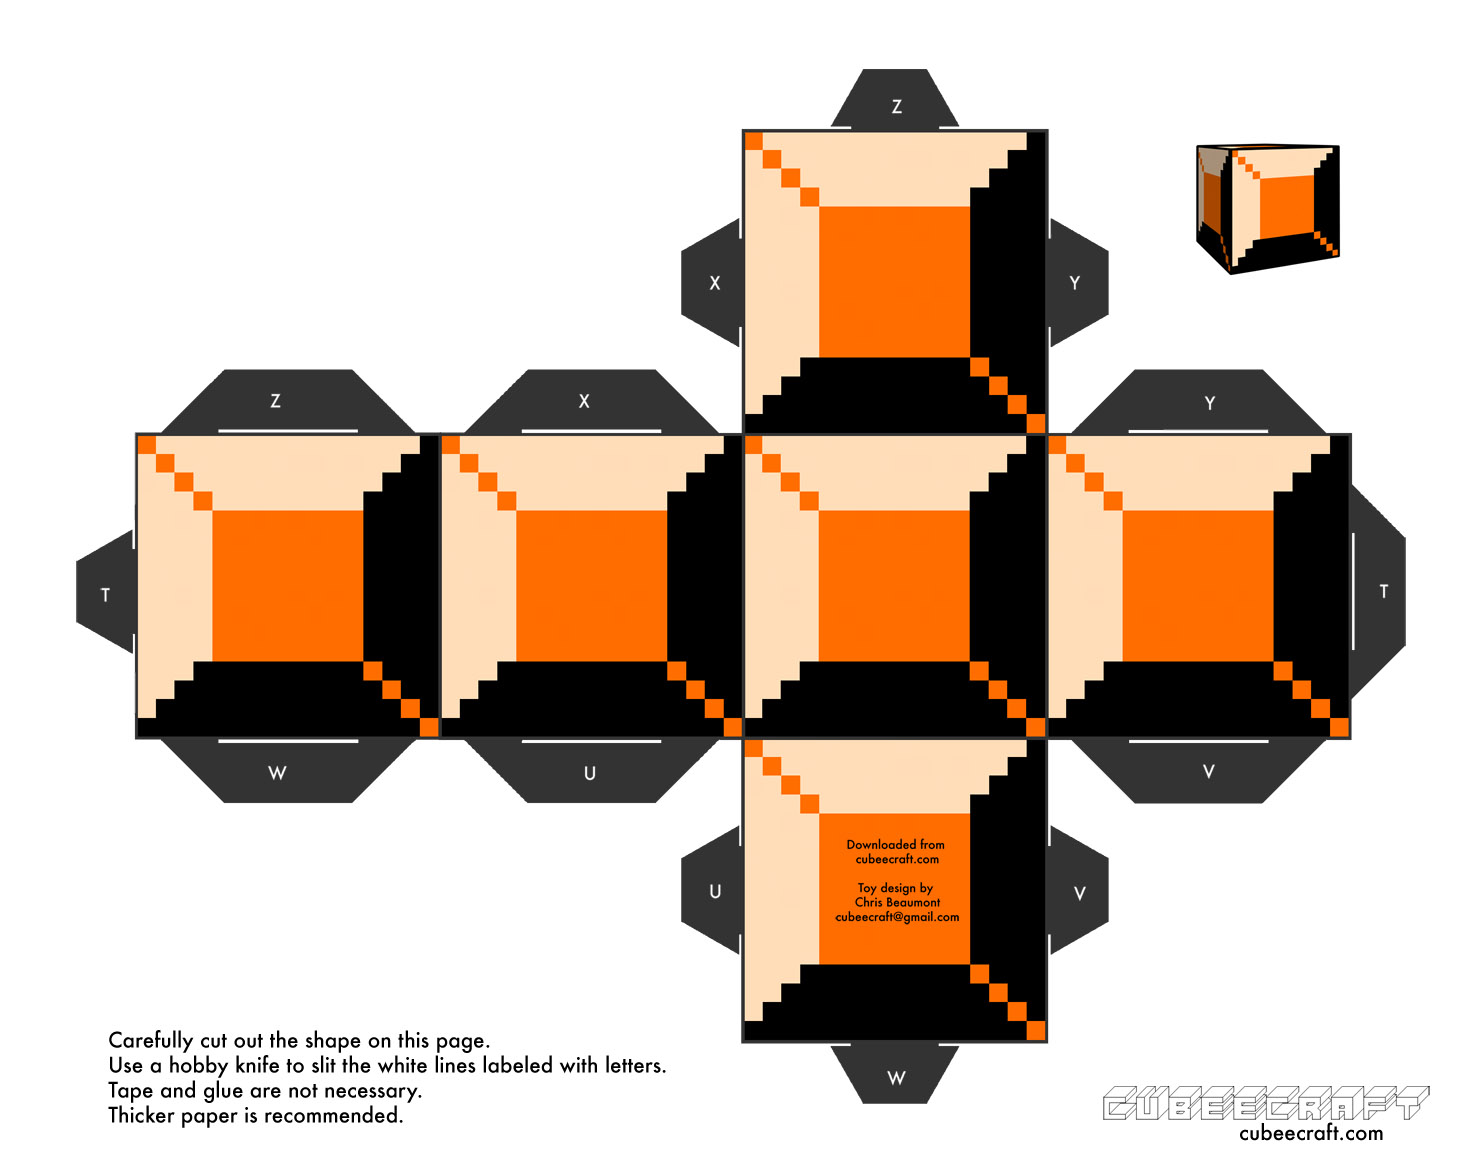 Z
X
Y
Z
X
Y
T
T
W
U
V
Downloaded from
cubeecraft.com
Toy design by
Chris Beaumont
cubeecraft@gmail.com
U
V
W
Carefully cut out the shape on this page.
Use a hobby knife to slit the white lines labeled with letters.
Tape and glue are not necessary.
Thicker paper is recommended.
CUBEECRAFT
cubeecraft.com